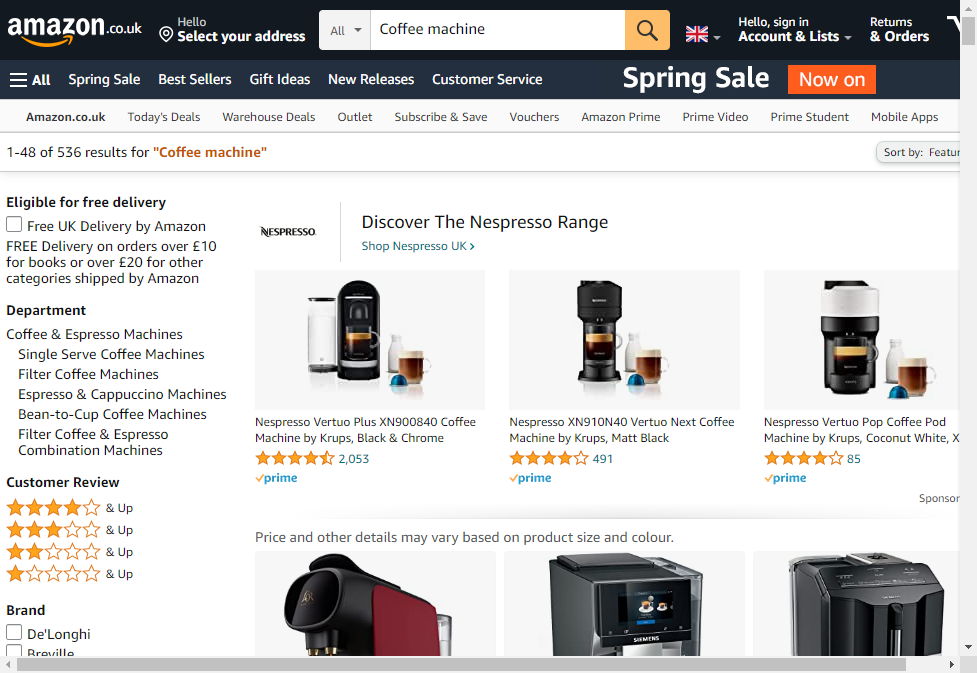 amazon.co.uk
Hello
Select your address
All
Coffee machine
Hello, sign in
Account & Lists
Returns
& Orders
All
Spring Sale
Best Sellers
Gift Ideas
New Releases
Customer Service
Spring Sale
Now on
Amazon.co.uk
Today's Deals
Warehouse Deals
Outlet
Subscribe & Save
Vouchers
Amazon Prime
Prime Video
Prime Student
Mobile Apps
1-48 of 536 results for "Coffee machine"
Sort by: Featur
Eligible for free delivery
Free UK Delivery by Amazon
FREE Delivery on orders over £10
for books or over £20 for other
categories shipped by Amazon
Department
Coffee & Espresso Machines
Single Serve Coffee Machines
Filter Coffee Machines
Espresso & Cappuccino Machines
Bean-to-Cup Coffee Machines
Filter Coffee & Espresso
Combination Machines
Customer Review
& Up
& Up
& Up
& Up
Brand
De'Longhi
Breville
NESPRESSO.
Discover The Nespresso Range
Shop Nespresso UK ›
Nespresso Vertuo Plus XN900840 Coffee
Machine by Krups, Black & Chrome
2,053
prime
Nespresso XN910N40 Vertuo Next Coffee
Machine by Krups, Matt Black
491
prime
Nespresso Vertuo Pop Coffee Pod
Machine by Krups, Coconut White, X
85
prime
Sponsor
Price and other details may vary based on product size and colour.
L'OR
SIEMENS